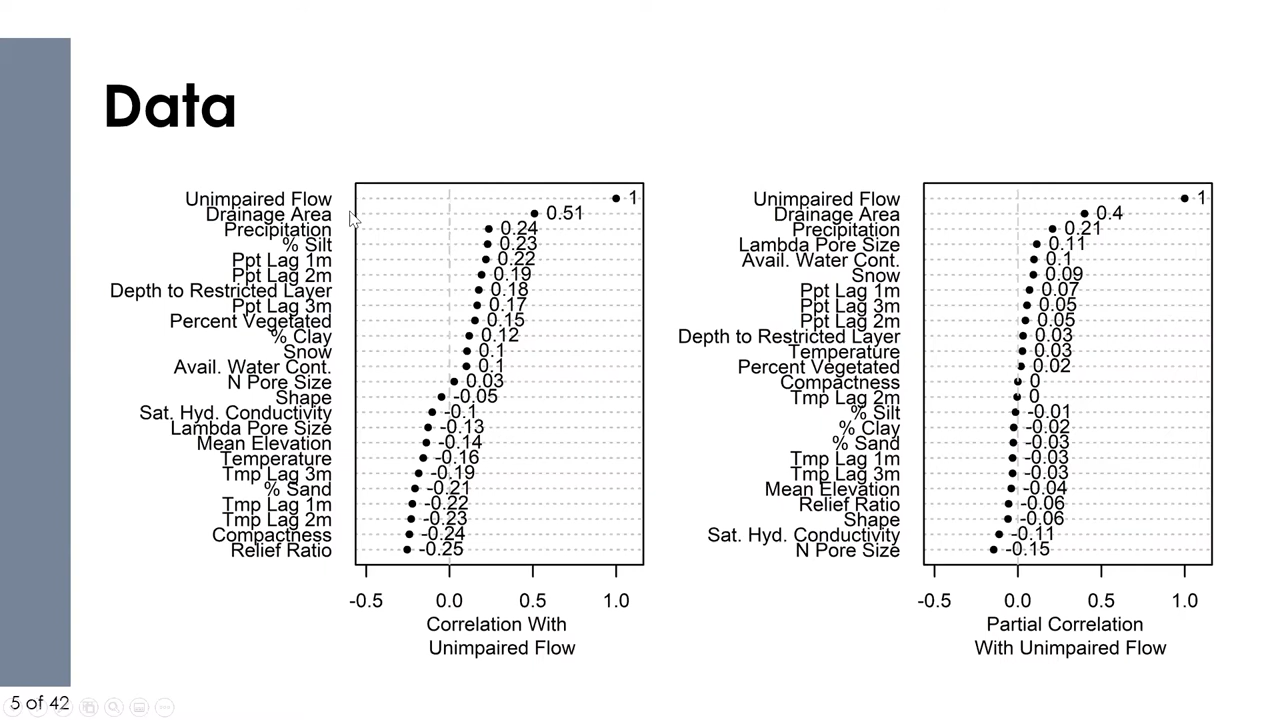 Data
Unimpaired Flow 1
Drainage Area 0.51
Precipitation 0.24
% Silt 0.23
Ppt Lag 1m 0.22
Ppt Lag 2m 0.19
Depth to Restricted Layer 0.18
Ppt Lag 3m 0.17
Percent Vegetated 0.15
% Clay 0.12
Snow 0.1
Avail. Water Cont. 0.1
N Pore Size 0.03
Shape -0.05
Sat. Hyd. Conductivity -0.1
Lambda Pore Size -0.13
Mean Elevation -0.14
Temperature -0.16
Tmp Lag 3m -0.19
% Sand -0.21
Tmp Lag 1m -0.22
Tmp Lag 2m -0.23
Compactness -0.24
Relief Ratio -0.25
-0.5 0.0 0.5 1.0
Correlation With
Unimpaired Flow
Unimpaired Flow 1
Drainage Area 0.4
Precipitation 0.21
Lambda Pore Size 0.11
Avail. Water Cont. 0.1
Snow 0.09
Ppt Lag 1m 0.07
Ppt Lag 3m 0.05
Ppt Lag 2m 0.05
Depth to Restricted Layer 0.03
Temperature 0.03
Percent Vegetated 0.02
Compactness 0
Tmp Lag 2m 0
% Silt -0.01
% Clay -0.02
% Sand -0.03
Tmp Lag 1m -0.03
Tmp Lag 3m -0.03
Mean Elevation -0.04
Relief Ratio -0.06
Shape -0.06
Sat. Hyd. Conductivity -0.11
N Pore Size -0.15
-0.5 0.0 0.5 1.0
Partial Correlation
With Unimpaired Flow
5 of 42